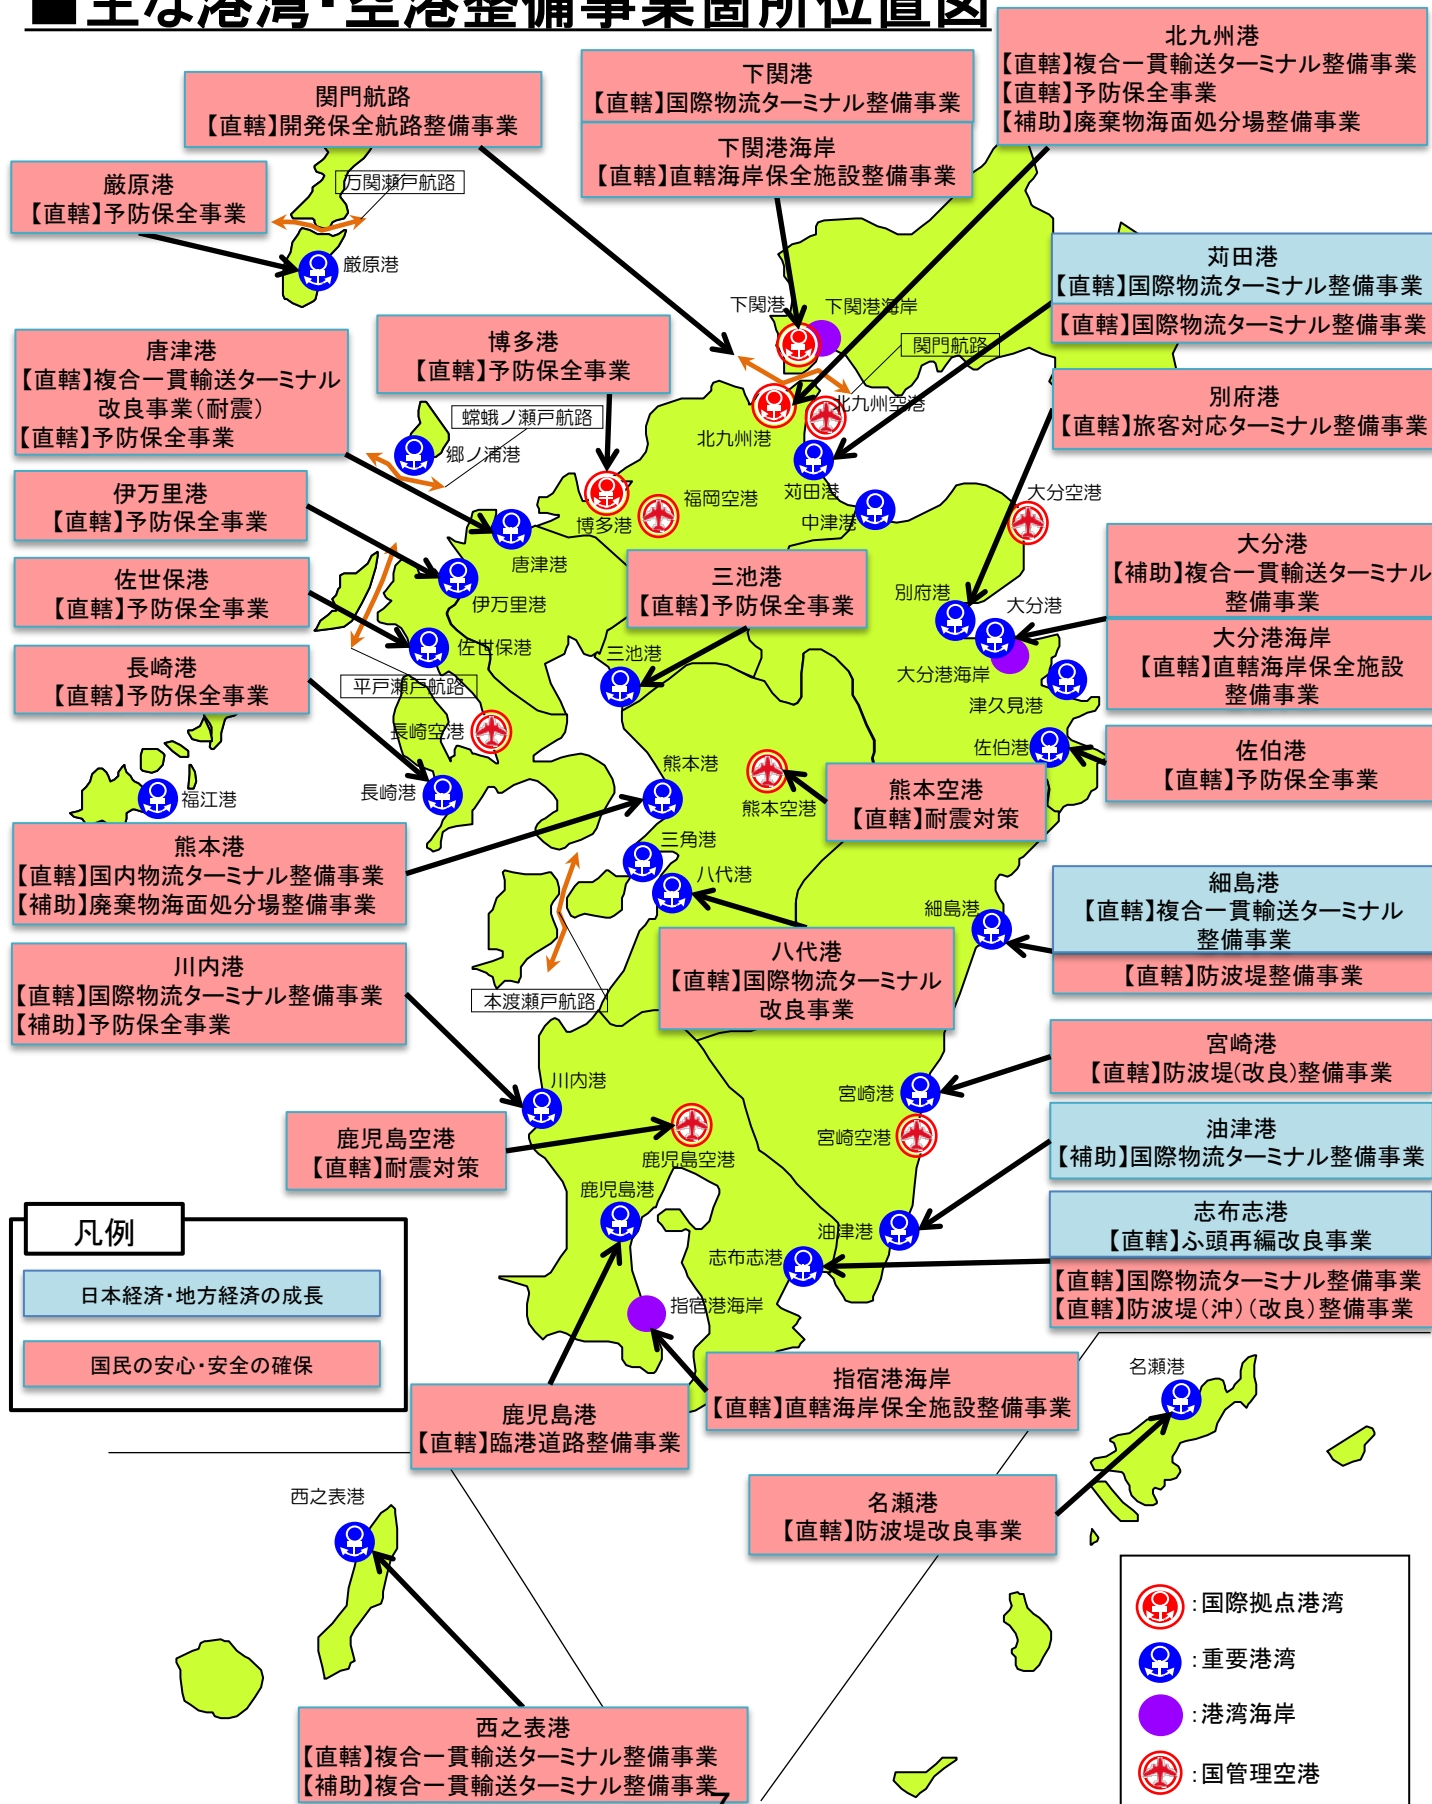 ■主な港湾・空港整備事業箇所位置図
北九州港
【直轄】複合一貫輸送ターミナル整備事業
【直轄】予防保全事業
【補助】廃棄物海面処分場整備事業
下関港
【直轄】国際物流ターミナル整備事業
下関港海岸
【直轄】直轄海岸保全施設整備事業
関門航路
【直轄】開発保全航路整備事業
厳原港
【直轄】予防保全事業
万関瀬戸航路
厳原港
苅田港
【直轄】国際物流ターミナル整備事業
【直轄】国際物流ターミナル整備事業
下関港
下関港海岸
関門航路
唐津港
【直轄】複合一貫輸送ターミナル
改良事業(耐震)
【直轄】予防保全事業
博多港
【直轄】予防保全事業
別府港
【直轄】旅客対応ターミナル整備事業
蟐蛾ノ瀬戸航路
郷ノ浦港
北九州空港
北九州港
伊万里港
【直轄】予防保全事業
福岡空港
博多港
苅田港
中津港
大分空港
佐世保港
【直轄】予防保全事業
唐津港
伊万里港
三池港
【直轄】予防保全事業
大分港
【補助】複合一貫輸送ターミナル
整備事業
大分港海岸
【直轄】直轄海岸保全施設
整備事業
別府港
大分港
長崎港
【直轄】予防保全事業
佐世保港
三池港
平戸瀬戸航路
大分港海岸
津久見港
長崎空港
佐伯港
佐伯港
【直轄】予防保全事業
福江港
長崎港
熊本港
熊本空港
熊本空港
【直轄】耐震対策
熊本港
【直轄】国内物流ターミナル整備事業
【補助】廃棄物海面処分場整備事業
三角港
八代港
細島港
細島港
【直轄】複合一貫輸送ターミナル
整備事業
【直轄】防波堤整備事業
川内港
【直轄】国際物流ターミナル整備事業
【補助】予防保全事業
八代港
【直轄】国際物流ターミナル
改良事業
本渡瀬戸航路
宮崎港
【直轄】防波堤(改良)整備事業
川内港
宮崎港
宮崎空港
鹿児島空港
【直轄】耐震対策
鹿児島空港
油津港
【補助】国際物流ターミナル整備事業
鹿児島港
油津港
志布志港
志布志港
【直轄】ふ頭再編改良事業
【直轄】国際物流ターミナル整備事業
【直轄】防波堤(沖)(改良)整備事業
凡例
日本経済・地方経済の成長
国民の安心・安全の確保
指宿港海岸
指宿港海岸
【直轄】直轄海岸保全施設整備事業
鹿児島港
【直轄】臨港道路整備事業
名瀬港
名瀬港
【直轄】防波堤改良事業
西之表港
西之表港
【直轄】複合一貫輸送ターミナル整備事業
【補助】複合一貫輸送ターミナル整備事業
:国際拠点港湾
:重要港湾
:港湾海岸
:国管理空港
7